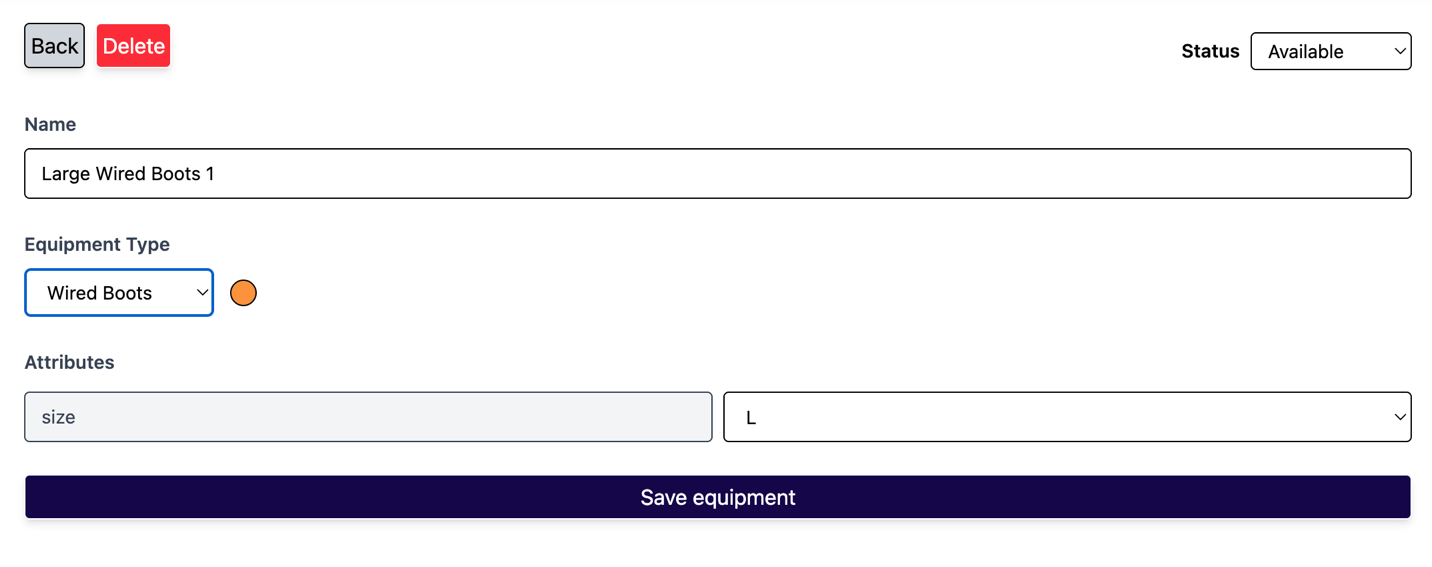 Back Delete Status Available
Name
Large Wired Boots 1
Equipment Type
Wired Boots
Attributes
size L
Save equipment